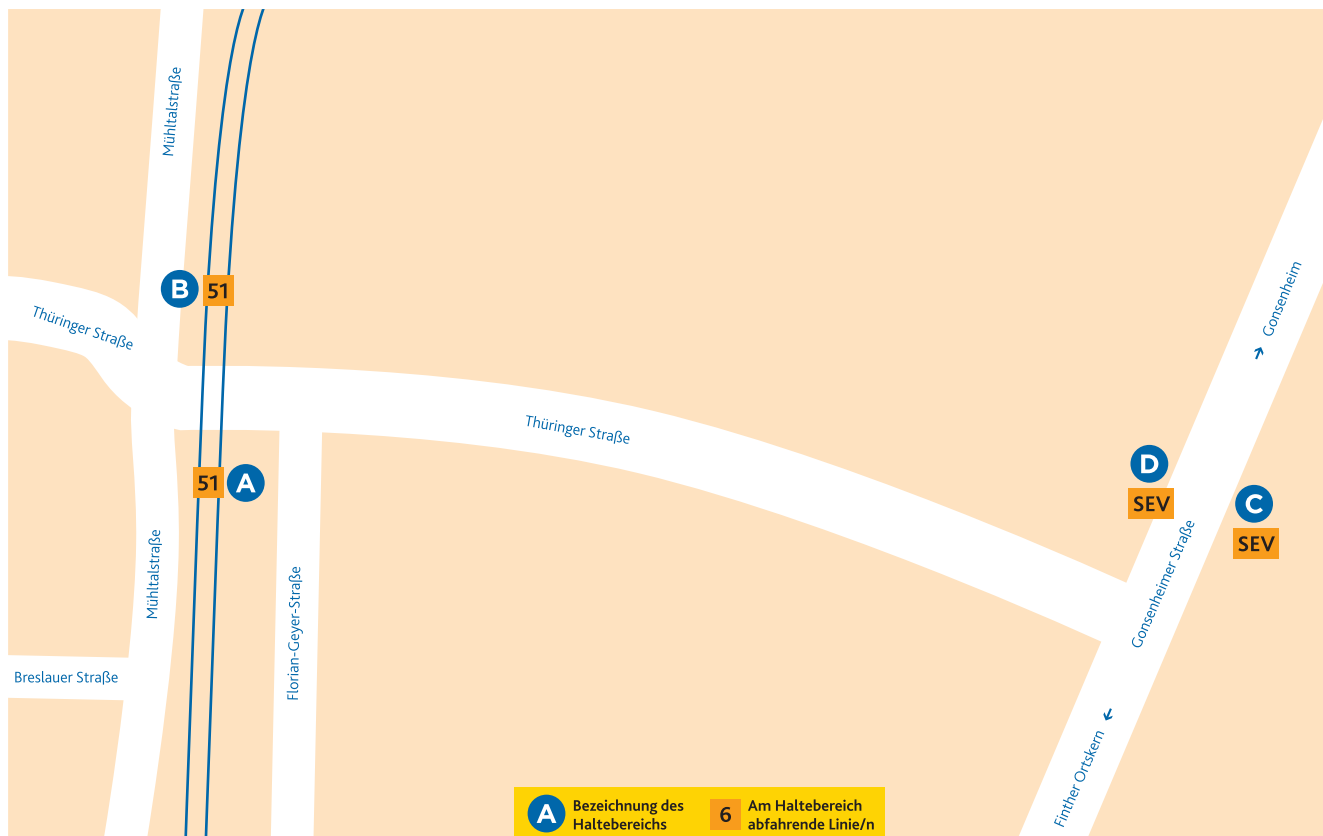 Mühltalstraße
Gonsenheim
B
51
Thüringer Straße
Thüringer Straße
D
SEV
51
A
C
SEV
Gonsenheimer Straße
Mühltalstraße
Florian-Geyer-Straße
Breslauer Straße
Finther Ortskern
A
Bezeichnung des
Haltebereichs
6
Am Haltebereich
abfahrende Linie/n